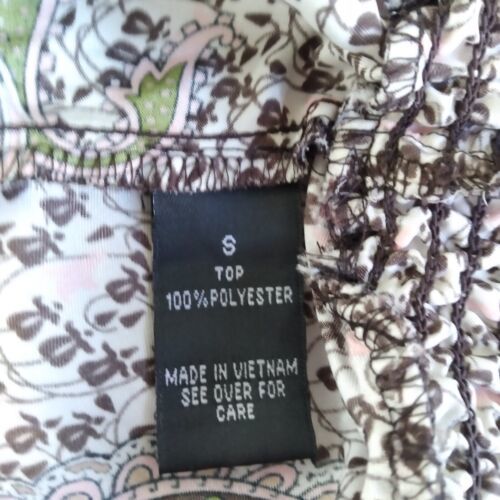 S
TOP
100% POLYESTER
MADE IN VIETNAM
SEE OVER FOR
CARE